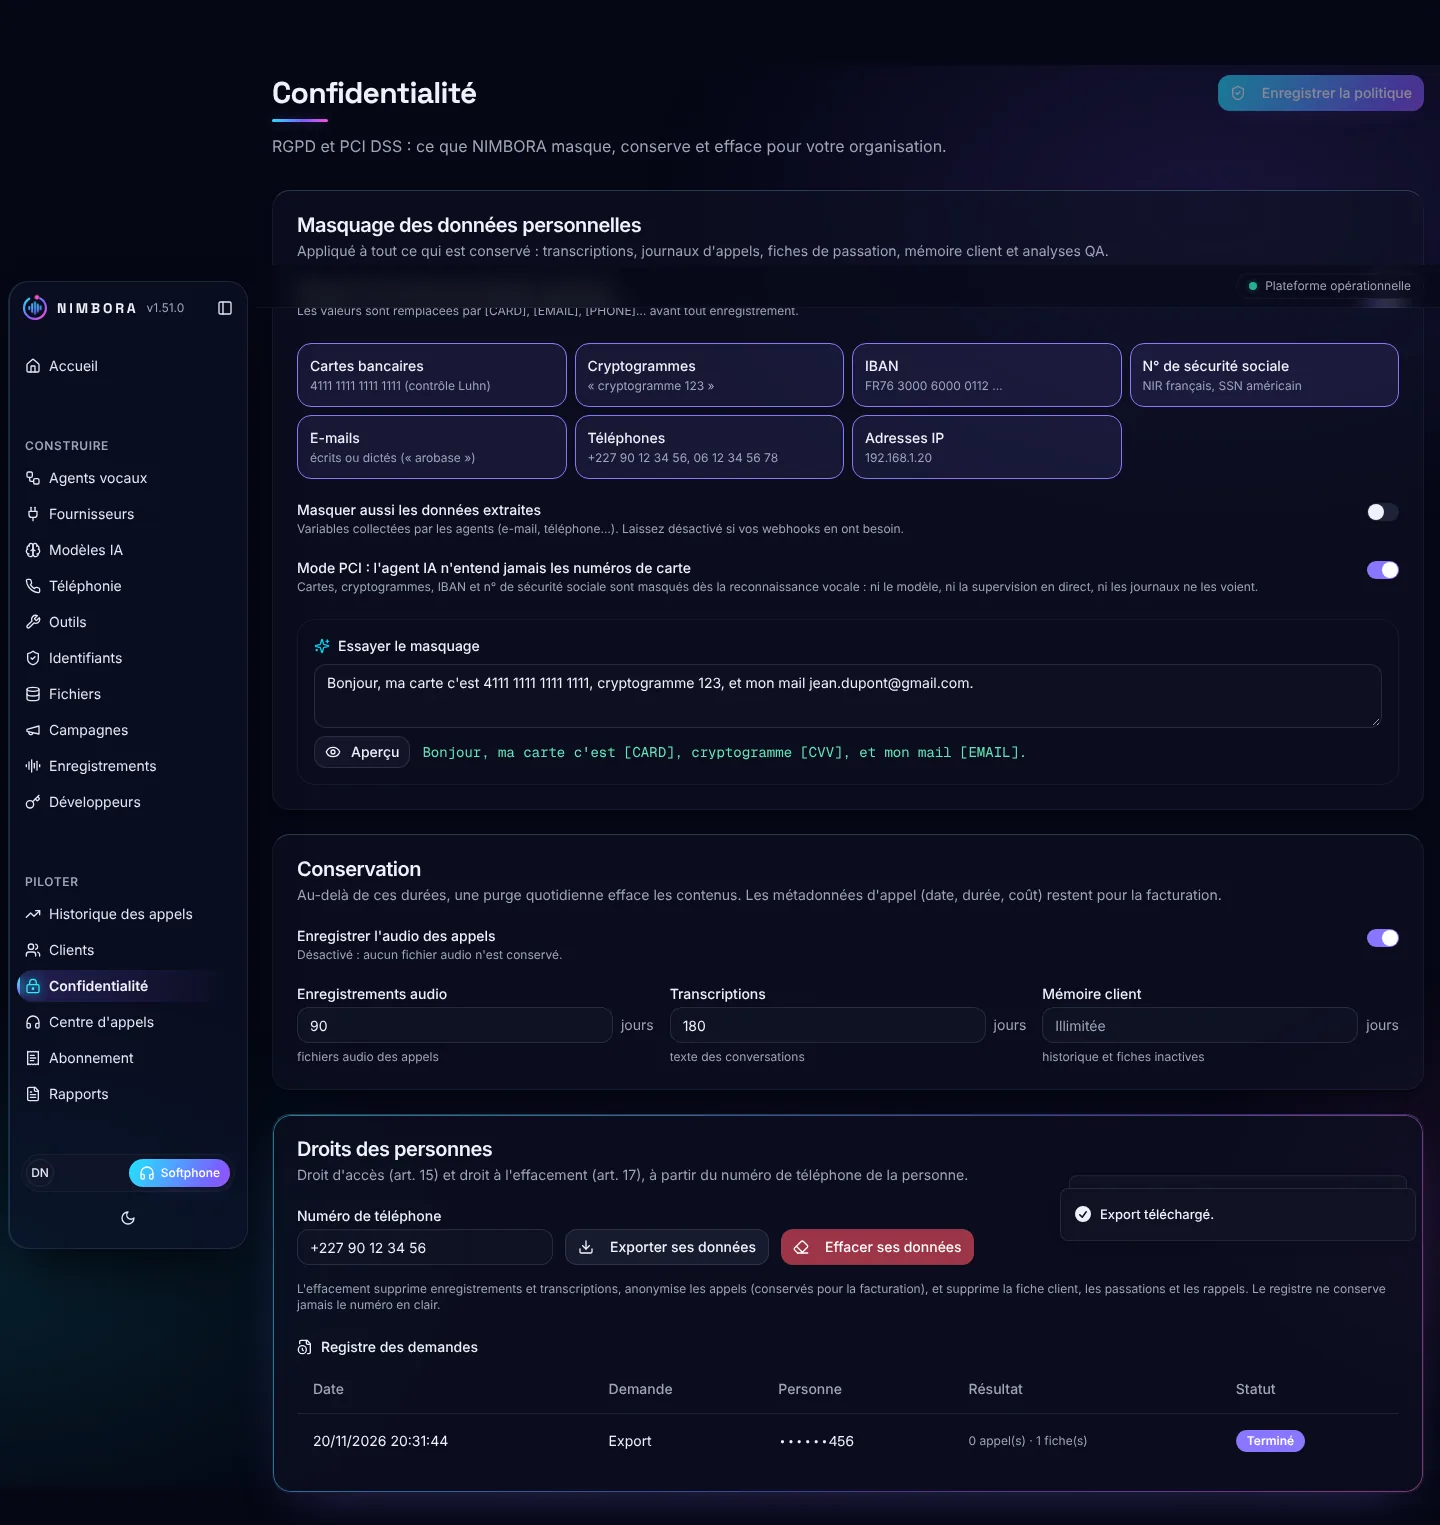 Confidentialité
Enregistrer la politique
RGPD et PCI DSS : ce que NIMBORA masque, conserve et efface pour votre organisation.
Masquage des données personnelles
Appliqué à tout ce qui est conservé : transcriptions, journaux d'appels, fiches de passation, mémoire client et analyses QA.
Plateforme opérationnelle
Les valeurs sont remplacées par [CARD], [EMAIL], [PHONE]… avant tout enregistrement.
Cartes bancaires
4111 1111 1111 1111 (contrôle Luhn)
Cryptogrammes
« cryptogramme 123 »
IBAN
FR76 3000 6000 0112 …
N° de sécurité sociale
NIR français, SSN américain
E-mails
écrits ou dictés (« arobase »)
Téléphones
+227 90 12 34 56, 06 12 34 56 78
Adresses IP
192.168.1.20
Masquer aussi les données extraites
Variables collectées par les agents (e-mail, téléphone…). Laissez désactivé si vos webhooks en ont besoin.
Mode PCI : l'agent IA n'entend jamais les numéros de carte
Cartes, cryptogrammes, IBAN et n° de sécurité sociale sont masqués dès la reconnaissance vocale : ni le modèle, ni la supervision en direct, ni les journaux ne les voient.
Essayer le masquage
Bonjour, ma carte c'est 4111 1111 1111 1111, cryptogramme 123, et mon mail jean.dupont@gmail.com.
Aperçu
Bonjour, ma carte c'est [CARD], cryptogramme [CVV], et mon mail [EMAIL].
Conservation
Au-delà de ces durées, une purge quotidienne efface les contenus. Les métadonnées d'appel (date, durée, coût) restent pour la facturation.
Enregistrer l'audio des appels
Désactivé : aucun fichier audio n'est conservé.
Enregistrements audio
90 jours
fichiers audio des appels
Transcriptions
180 jours
texte des conversations
Mémoire client
Illimitée jours
historique et fiches inactives
Droits des personnes
Droit d'accès (art. 15) et droit à l'effacement (art. 17), à partir du numéro de téléphone de la personne.
Export téléchargé.
Numéro de téléphone
+227 90 12 34 56
Exporter ses données
Effacer ses données
L'effacement supprime enregistrements et transcriptions, anonymise les appels (conservés pour la facturation), et supprime la fiche client, les passations et les rappels. Le registre ne conserve
jamais le numéro en clair.
Registre des demandes
Date Demande Personne Résultat Statut
20/11/2026 20:31:44 Export ••••••456 0 appel(s) · 1 fiche(s) Terminé
NIMBORA v1.51.0
Accueil
CONSTRUIRE
Agents vocaux
Fournisseurs
Modèles IA
Téléphonie
Outils
Identifiants
Fichiers
Campagnes
Enregistrements
Développeurs
PILOTER
Historique des appels
Clients
Confidentialité
Centre d'appels
Abonnement
Rapports
DN
Softphone